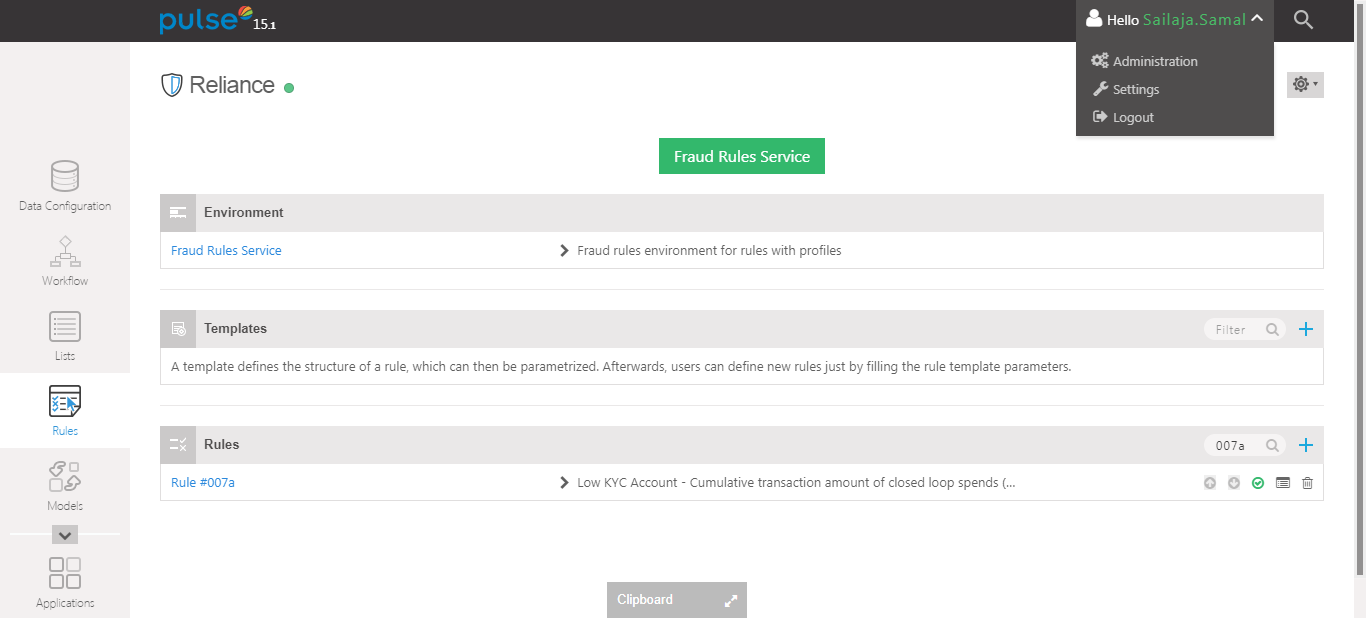 pulse 15.1
Hello Sailaja.Samal
Administration
Settings
Logout
Reliance
Fraud Rules Service
Data Configuration
Workflow
Lists
Rules
Models
Applications
Environment
Fraud Rules Service Fraud rules environment for rules with profiles
Templates Filter
A template defines the structure of a rule, which can then be parametrized. Afterwards, users can define new rules just by filling the rule template parameters.
Rules 007a
Rule #007a Low KYC Account - Cumulative transaction amount of closed loop spends (...
Clipboard